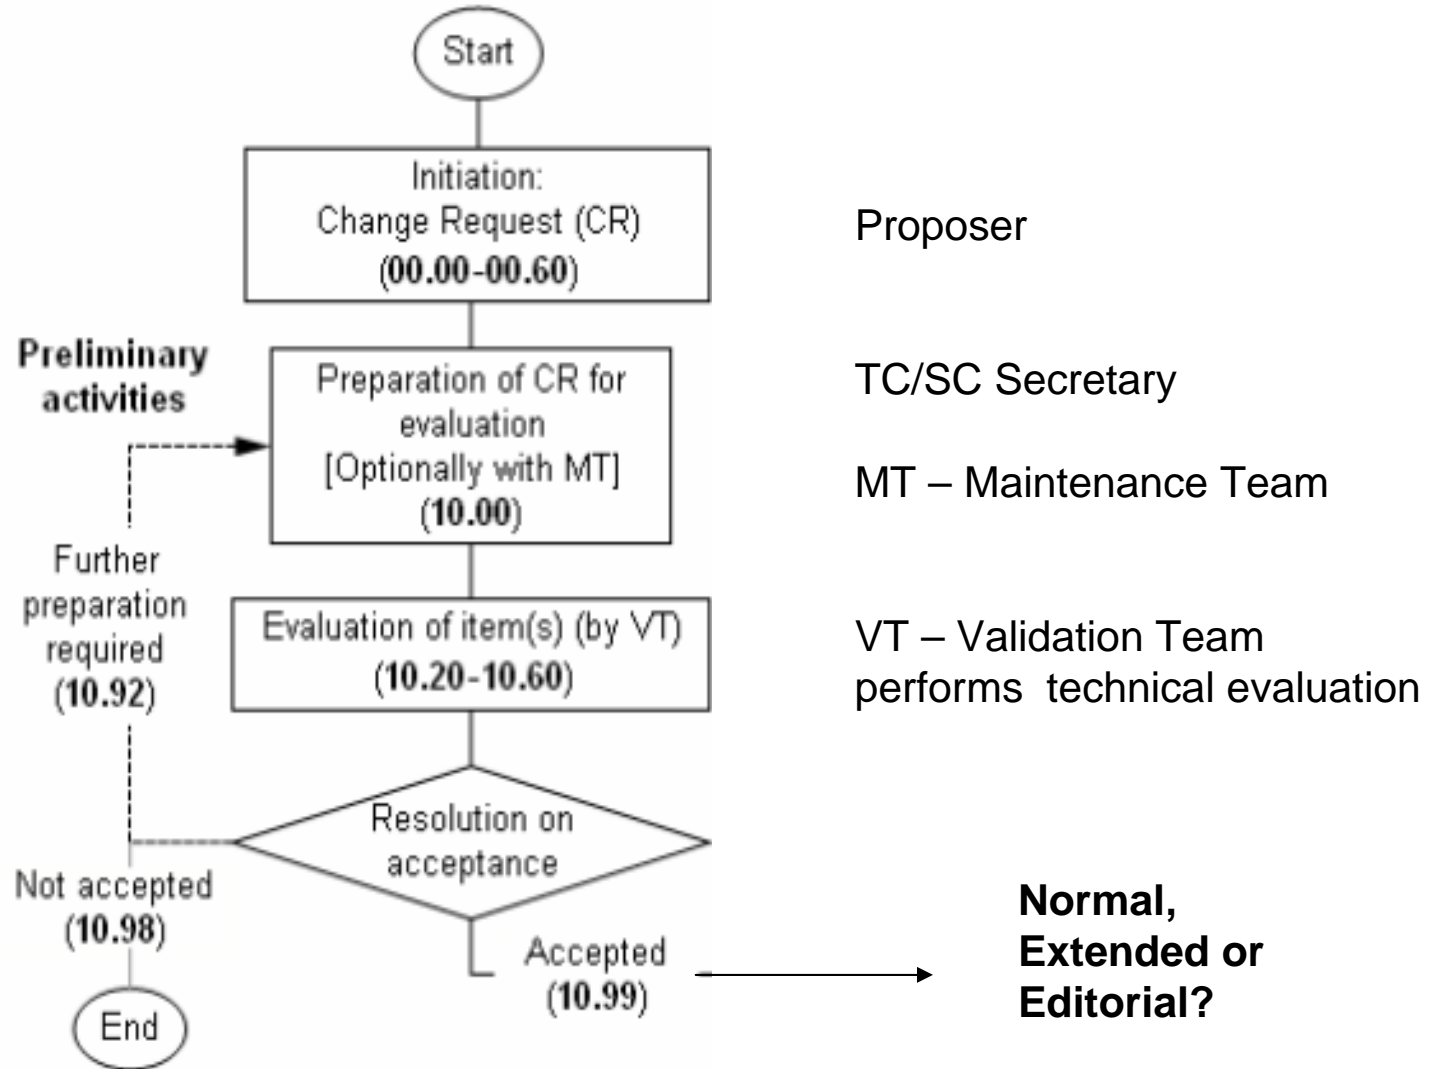 Start
Initiation:
Change Request (CR)
(00.00-00.60)
Proposer
Preliminary
activities
Preparation of CR for
evaluation
[Optionally with MT]
(10.00)
TC/SC Secretary
MT – Maintenance Team
Further
preparation
required
(10.92)
Evaluation of item(s) (by VT)
(10.20-10.60)
VT – Validation Team
performs technical evaluation
Resolution on
acceptance
Not accepted
(10.98)
Accepted
(10.99)
Normal,
Extended or
Editorial?
End